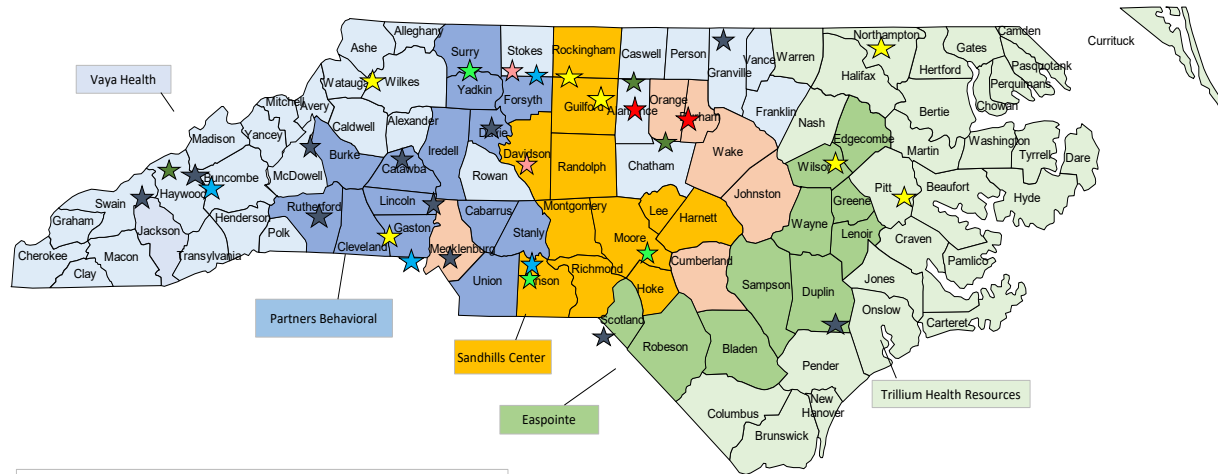 Alleghany
Ashe
Surry
Stokes
Rockingham
Caswell
Person
Vance
Warren
Northampton
Gates
Camden
Currituck
Pasquotank
Perquimans
Chowan
Hertford
Halifax
Granville
Vaya Health
Watauga
Wilkes
Yadkin
Forsyth
Guilford
Alamance
Orange
Durham
Franklin
Bertie
Mitchell
Avery
Caldwell
Alexander
Davie
Iredell
Davidson
Randolph
Chatham
Wake
Nash
Edgecombe
Martin
Washington
Tyrrell
Dare
Madison
Yancey
Burke
McDowell
Catawba
Rowan
Johnston
Wilson
Pitt
Beaufort
Hyde
Swain
Haywood
Buncombe
Rutherford
Lincoln
Cabarrus
Montgomery
Lee
Harnett
Wayne
Greene
Lenoir
Craven
Pamlico
Graham
Jackson
Henderson
Polk
Cleveland
Gaston
Mecklenburg
Stanly
Moore
Cherokee
Clay
Macon
Transylvania
Union
Anson
Richmond
Hoke
Cumberland
Sampson
Duplin
Jones
Onslow
Carteret
Partners Behavioral
Sandhills Center
Scotland
Robeson
Bladen
Pender
Easpointe
Columbus
New
Hanover
Brunswick
Trillium Health Resources